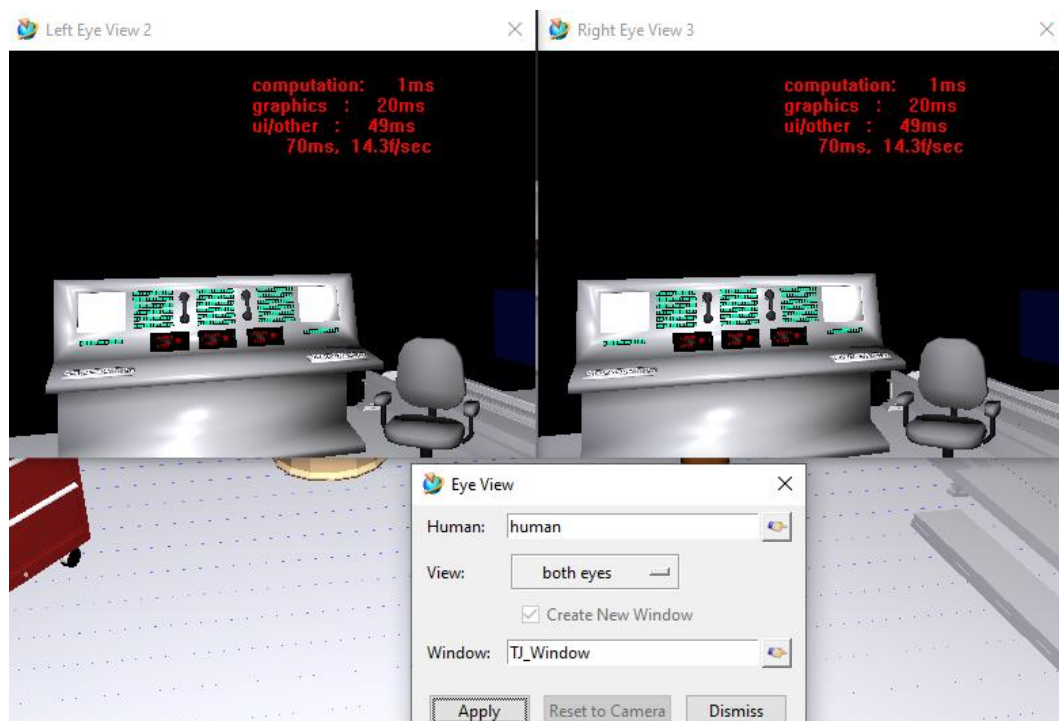 Left Eye View 2
computation: 1ms
graphics : 20ms
ui/other : 49ms
70ms, 14.3f/sec
Right Eye View 3
computation: 1ms
graphics : 20ms
ui/other : 49ms
70ms, 14.3f/sec
Eye View
Human: human
View: both eyes
Create New Window
Window: TJ_Window
Apply Reset to Camera Dismiss